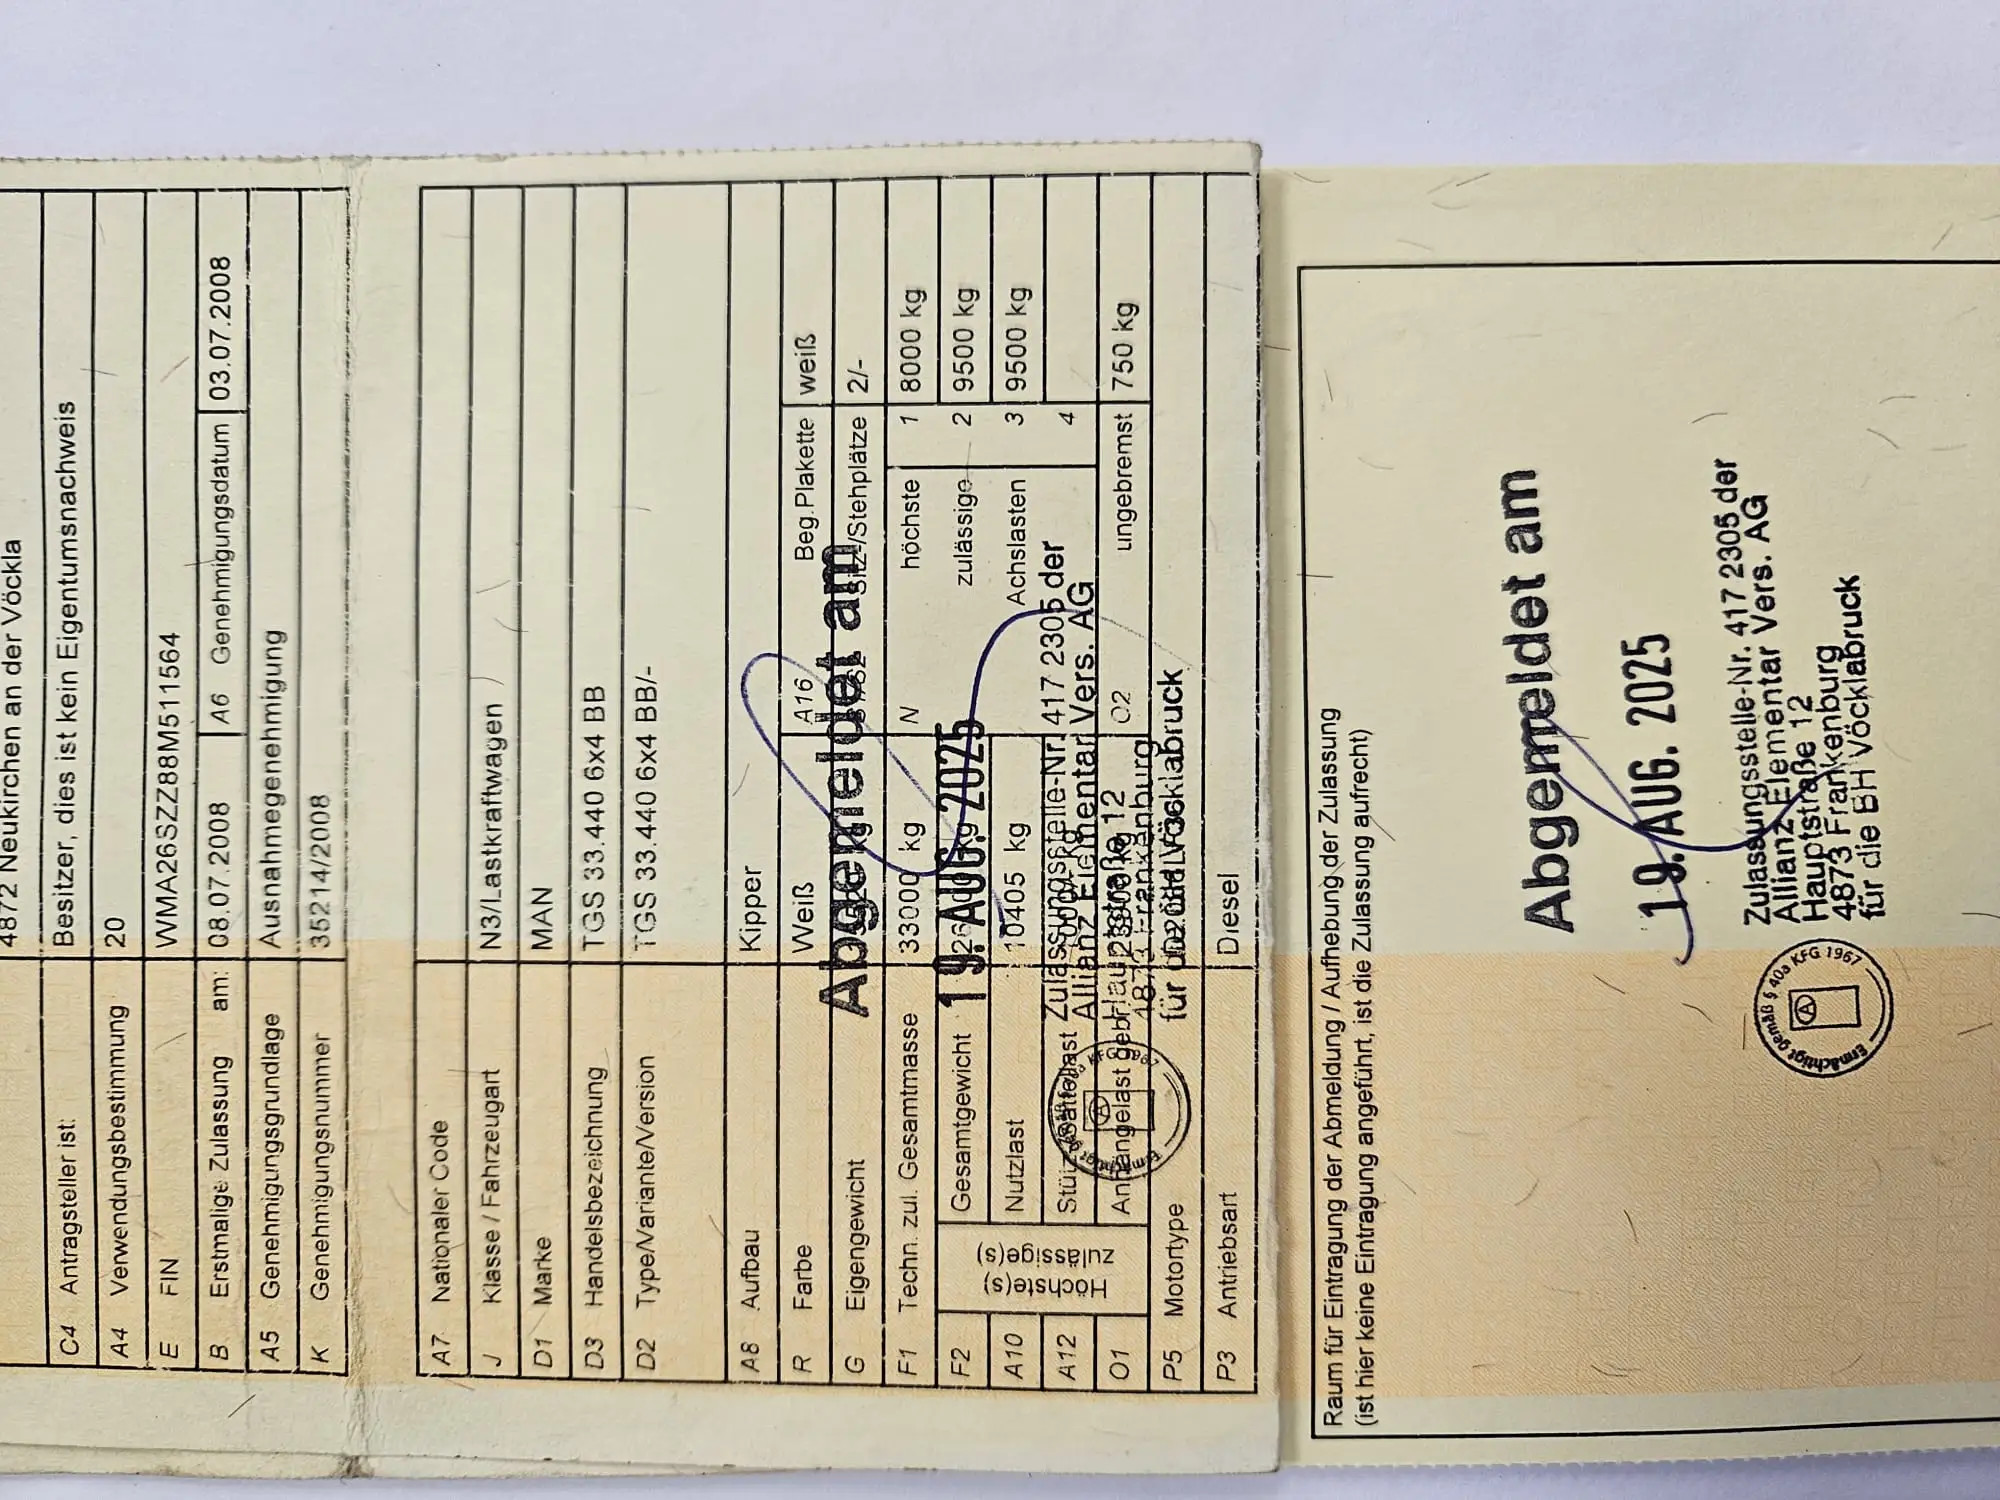 4872 Neukirchen an der Vöckla
C4 Antragsteller ist: Besitzer, dies ist kein Eigentumsnachweis
A4 Verwendungsbestimmung 20
E FIN WMA26SZZ88M511564
B Erstmalige Zulassung am: 08.07.2008 A6 Genehmigungsdatum 03.07.2008
A5 Genehmigungsgrundlage Ausnahmegenehmigung
K Genehmigungsnummer 35214/2008
A7 Nationaler Code
J Klasse / Fahrzeugart N3/Lastkraftwagen
D1 Marke MAN
D3 Handelsbezeichnung TGS 33.440 6x4 BB
D2 Type/Variante/Version TGS 33.440 6x4 BB/-
A8 Aufbau Kipper
R Farbe Weiß A16 Beg.Plakette weiß
G Eigengewicht Sitz-/Stehplätze 2/-
F1 Techn. zul. Gesamtmasse 33000 kg N höchste 1 8000 kg
Höchste(s) zulässige(s)
F2 Gesamtgewicht zulässige 2 9500 kg
A10 Nutzlast 10405 kg Achslasten 3 9500 kg
A12 4
O1 Anhängelast gebr. O2 ungebremst 750 kg
P5 Motortype
P3 Antriebsart Diesel
Abgemeldet am
19. AUG. 2025
Zulassungsstelle-Nr. 417 2305 der
Allianz Elementar Vers. AG
Hauptstraße 12
4873 Frankenburg
für die BH Vöcklabruck
Raum für Eintragung der Abmeldung / Aufhebung der Zulassung
(ist hier keine Eintragung angeführt, ist die Zulassung aufrecht)
Abgemeldet am
19. AUG. 2025
Zulassungsstelle-Nr. 417 2305 der
Allianz Elementar Vers. AG
Hauptstraße 12
4873 Frankenburg
für die BH Vöcklabruck
Ermächtigt gemäß § 40a KFG 1967
A